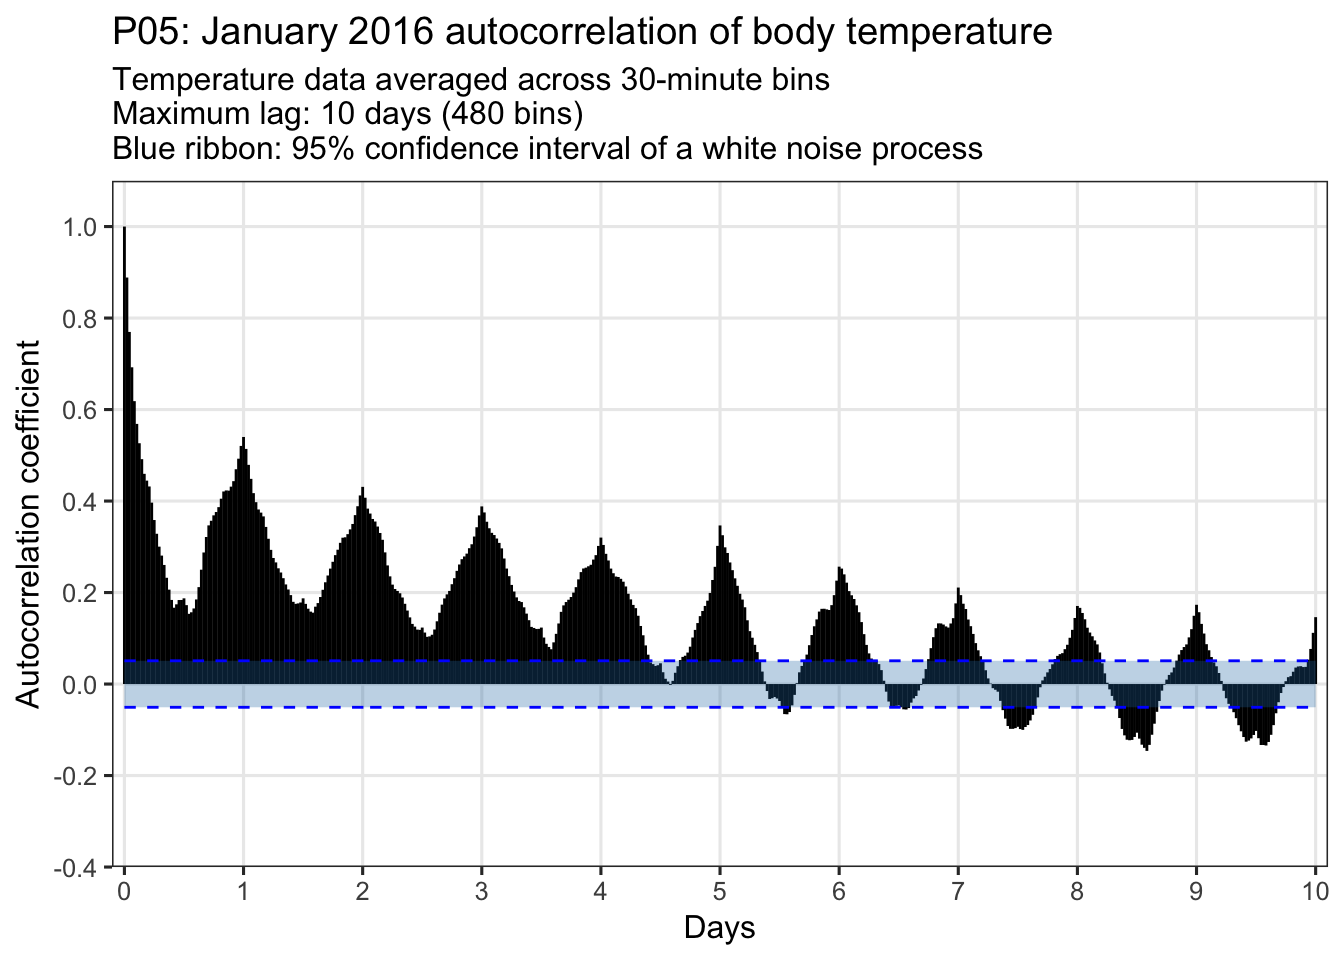 P05: January 2016 autocorrelation of body temperature
Temperature data averaged across 30-minute bins
Maximum lag: 10 days (480 bins)
Blue ribbon: 95% confidence interval of a white noise process
Autocorrelation coefficient
1.0
0.8
0.6
0.4
0.2
0.0
-0.2
-0.4
0 1 2 3 4 5 6 7 8 9 10
Days